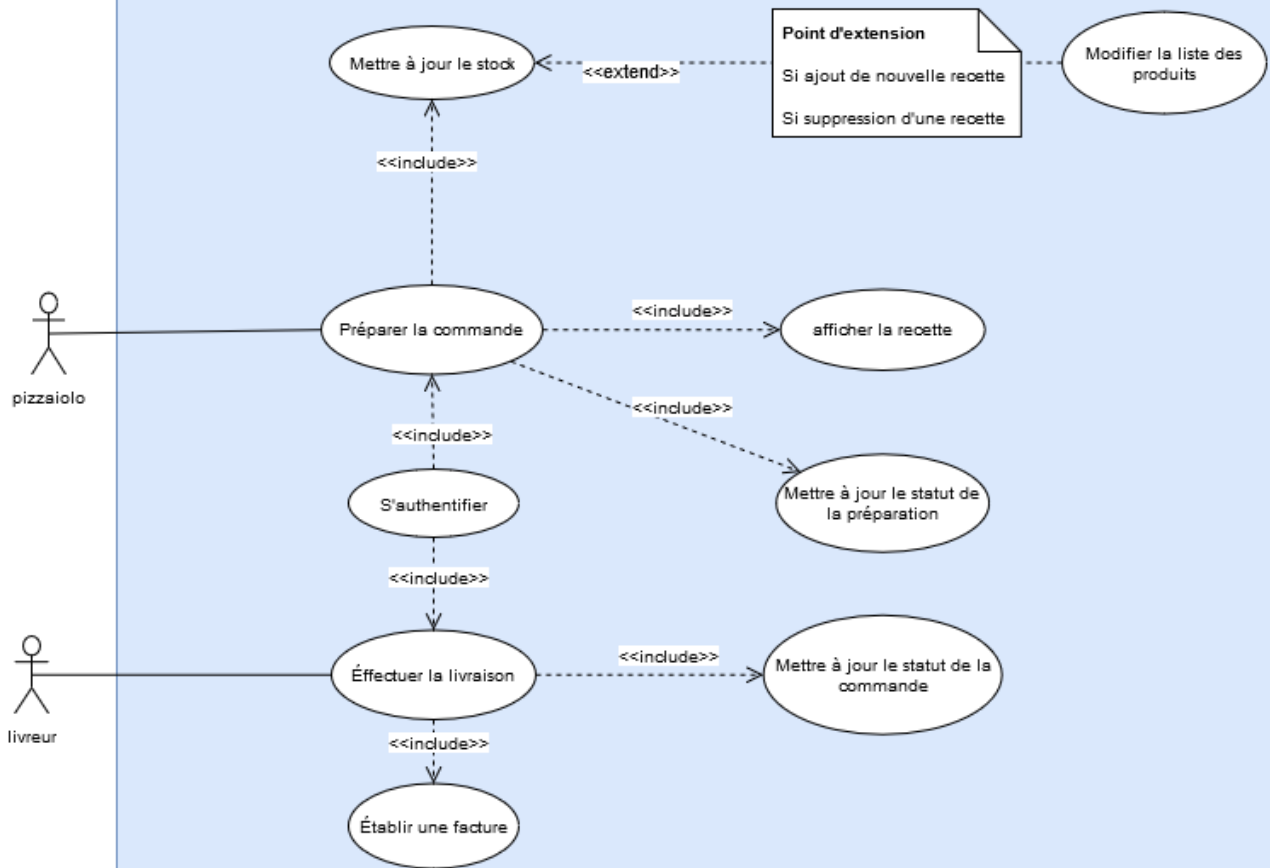 Mettre à jour le stock
<<extend>>
Point d'extension
Si ajout de nouvelle recette
Si suppression d'une recette
Modifier la liste des
produits
<<include>>
pizzaiolo
Préparer la commande
<<include>>
afficher la recette
<<include>>
<<include>>
S'authentifier
Mettre à jour le statut de
la préparation
<<include>>
livreur
Éffectuer la livraison
<<include>>
Mettre à jour le statut de la
commande
<<include>>
Établir une facture